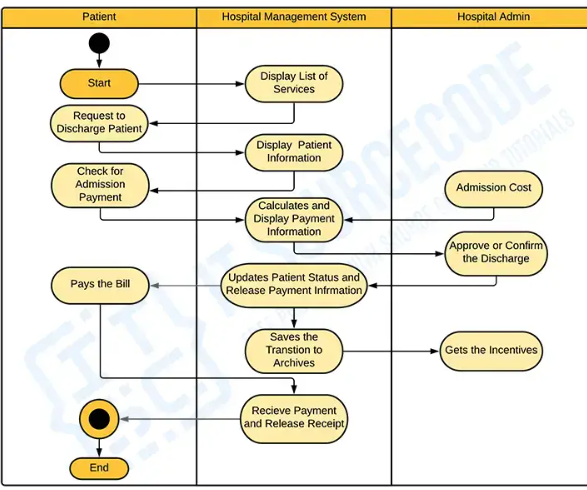 Patient
Hospital Management System
Hospital Admin
Start
Display List of
Services
Request to
Discharge Patient
Display Patient
Information
Check for
Admission
Payment
Admission Cost
Calculates and
Display Payment
Information
Approve or Confirm
the Discharge
Pays the Bill
Updates Patient Status and
Release Payment Infrmation
Saves the
Transtion to
Archives
Gets the Incentives
Recieve Payment
and Release Receipt
End
IT SOURCECODE